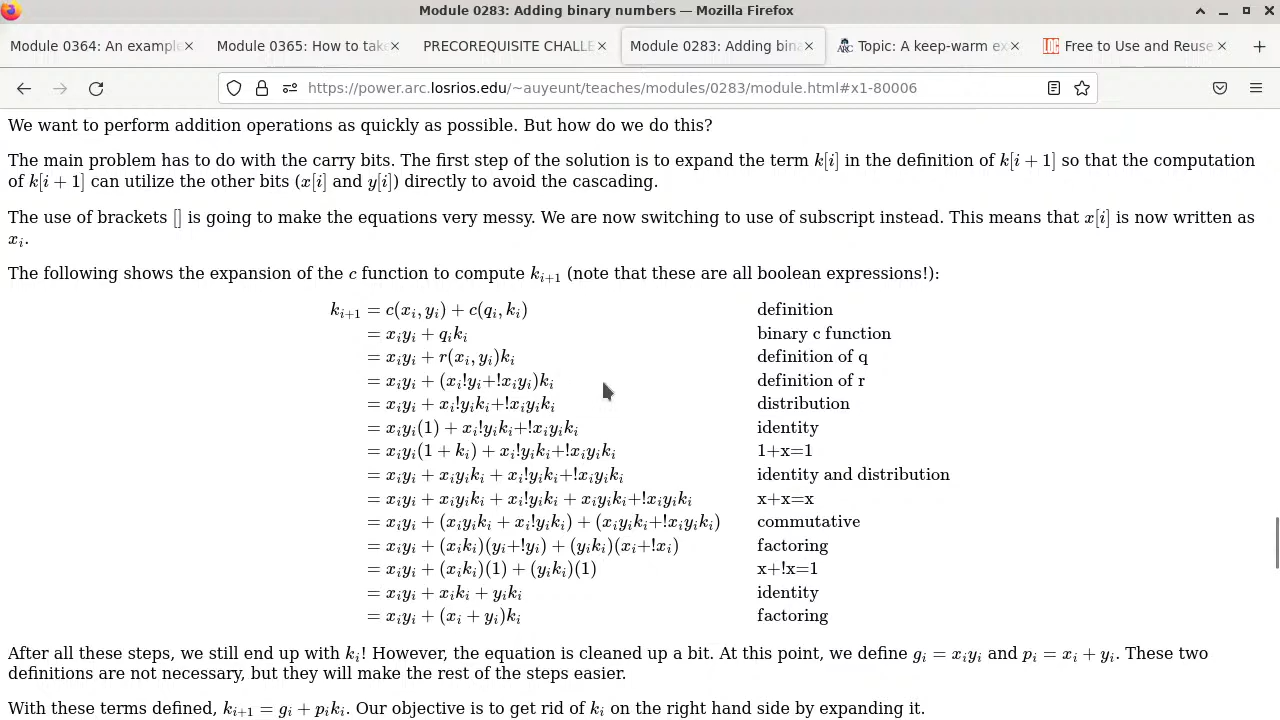 Module 0283: Adding binary numbers — Mozilla Firefox
Module 0364: An example
Module 0365: How to take
PRECOREQUISITE CHALLE
Module 0283: Adding bina
Topic: A keep-warm ex
Free to Use and Reuse
https://power.arc.losrios.edu/~auyeunt/teaches/modules/0283/module.html#x1-80006
We want to perform addition operations as quickly as possible. But how do we do this?
The main problem has to do with the carry bits. The first step of the solution is to expand the term k[i] in the definition of k[i + 1] so that the computation
of k[i + 1] can utilize the other bits (x[i] and y[i]) directly to avoid the cascading.
The use of brackets [] is going to make the equations very messy. We are now switching to use of subscript instead. This means that x[i] is now written as
xᵢ.
The following shows the expansion of the c function to compute kᵢ₊₁ (note that these are all boolean expressions!):
kᵢ₊₁ = c(xᵢ, yᵢ) + c(qᵢ, kᵢ) definition
= xᵢyᵢ + qᵢkᵢ binary c function
= xᵢyᵢ + r(xᵢ, yᵢ)kᵢ definition of q
= xᵢyᵢ + (xᵢ!yᵢ+!xᵢyᵢ)kᵢ definition of r
= xᵢyᵢ + xᵢ!yᵢkᵢ+!xᵢyᵢkᵢ distribution
= xᵢyᵢ(1) + xᵢ!yᵢkᵢ+!xᵢyᵢkᵢ identity
= xᵢyᵢ(1 + kᵢ) + xᵢ!yᵢkᵢ+!xᵢyᵢkᵢ 1+x=1
= xᵢyᵢ + xᵢyᵢkᵢ + xᵢ!yᵢkᵢ+!xᵢyᵢkᵢ identity and distribution
= xᵢyᵢ + xᵢyᵢkᵢ + xᵢ!yᵢkᵢ + xᵢyᵢkᵢ+!xᵢyᵢkᵢ x+x=x
= xᵢyᵢ + (xᵢyᵢkᵢ + xᵢ!yᵢkᵢ) + (xᵢyᵢkᵢ+!xᵢyᵢkᵢ) commutative
= xᵢyᵢ + (xᵢkᵢ)(yᵢ+!yᵢ) + (yᵢkᵢ)(xᵢ+!xᵢ) factoring
= xᵢyᵢ + (xᵢkᵢ)(1) + (yᵢkᵢ)(1) x+!x=1
= xᵢyᵢ + xᵢkᵢ + yᵢkᵢ identity
= xᵢyᵢ + (xᵢ + yᵢ)kᵢ factoring
After all these steps, we still end up with kᵢ! However, the equation is cleaned up a bit. At this point, we define gᵢ = xᵢyᵢ and pᵢ = xᵢ + yᵢ. These two
definitions are not necessary, but they will make the rest of the steps easier.
With these terms defined, kᵢ₊₁ = gᵢ + pᵢkᵢ. Our objective is to get rid of kᵢ on the right hand side by expanding it.